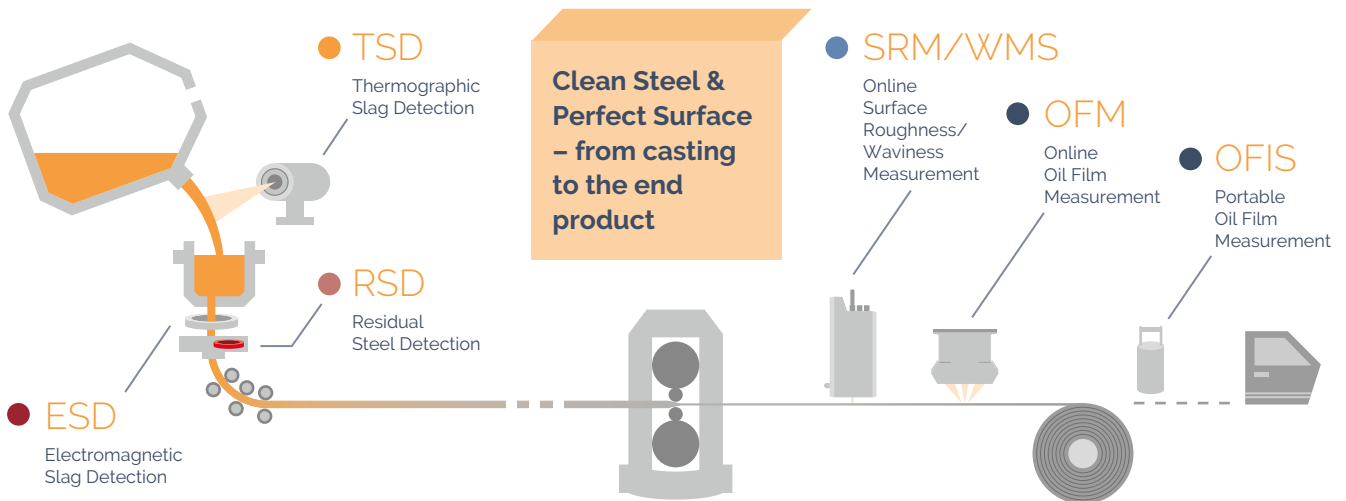 TSD
Thermographic
Slag Detection
Clean Steel &
Perfect Surface
– from casting
to the end
product
SRM/WMS
Online
Surface
Roughness/
Waviness
Measurement
OFM
Online
Oil Film
Measurement
OFIS
Portable
Oil Film
Measurement
RSD
Residual
Steel Detection
ESD
Electromagnetic
Slag Detection